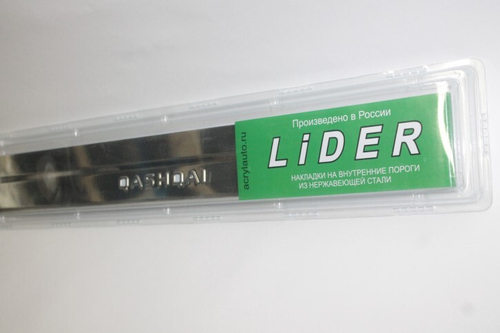 QASHQAI
acrylauto.ru
Произведено в России
LiDER
НАКЛАДКИ НА ВНУТРЕННИЕ ПОРОГИ
ИЗ НЕРЖАВЕЮЩЕЙ СТАЛИ